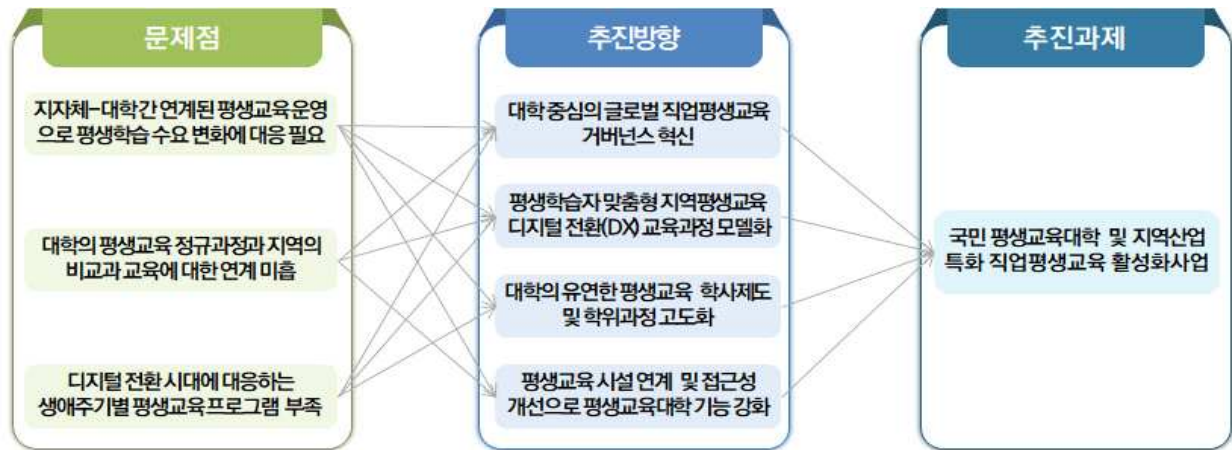 문제점
지자체-대학간 연계된 평생교육 운영
으로 평생학습 수요 변화에 대응 필요
대학의 평생교육 정규과정과 지역의
비교과 교육에 대한 연계 미흡
디지털 전환 시대에 대응하는
생애주기별 평생교육 프로그램 부족
추진방향
대학 중심의 글로벌 직업평생교육
거버넌스 혁신
평생학습자 맞춤형 지역평생교육
디지털 전환(DX) 교육과정 모델화
대학의 유연한 평생교육 학사제도
및 학위과정 고도화
평생교육 시설 연계 및 접근성
개선으로 평생교육대학 기능 강화
추진과제
국민 평생교육대학 및 지역산업
특화 직업평생교육 활성화사업